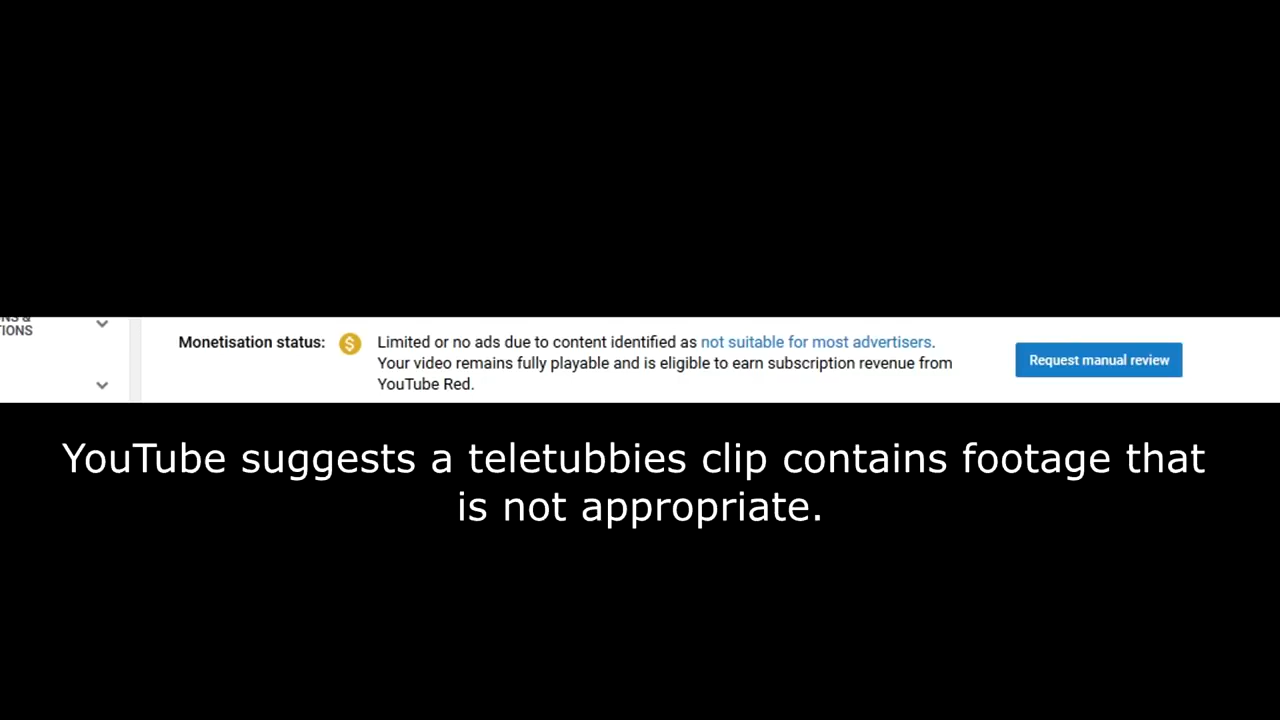 TIONS
Monetisation status:
$
Limited or no ads due to content identified as not suitable for most advertisers.
Your video remains fully playable and is eligible to earn subscription revenue from
YouTube Red.
Request manual review
YouTube suggests a teletubbies clip contains footage that
is not appropriate.